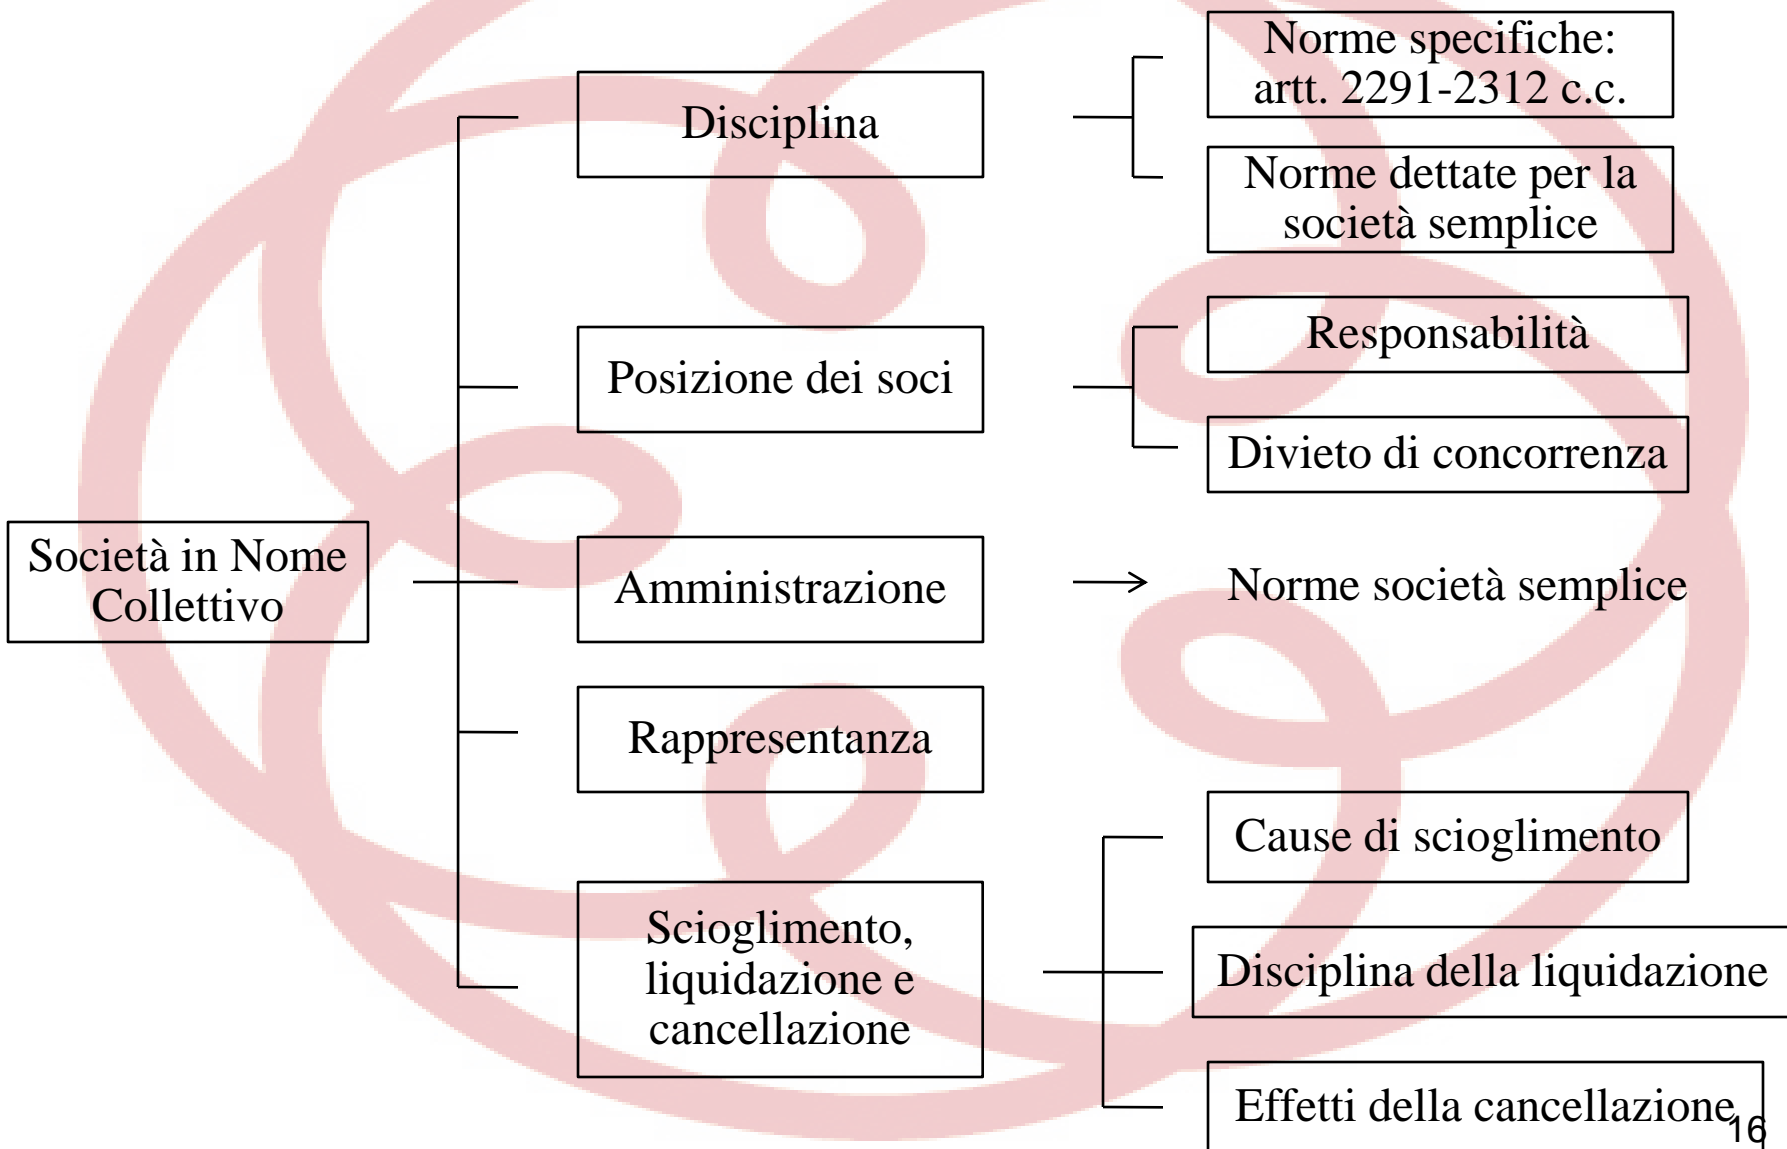 Società in Nome
Collettivo
Disciplina
Norme specifiche:
artt. 2291-2312 c.c.
Norme dettate per la
società semplice
Posizione dei soci
Responsabilità
Divieto di concorrenza
Amministrazione
Norme società semplice
Rappresentanza
Scioglimento,
liquidazione e
cancellazione
Cause di scioglimento
Disciplina della liquidazione
Effetti della cancellazione
16